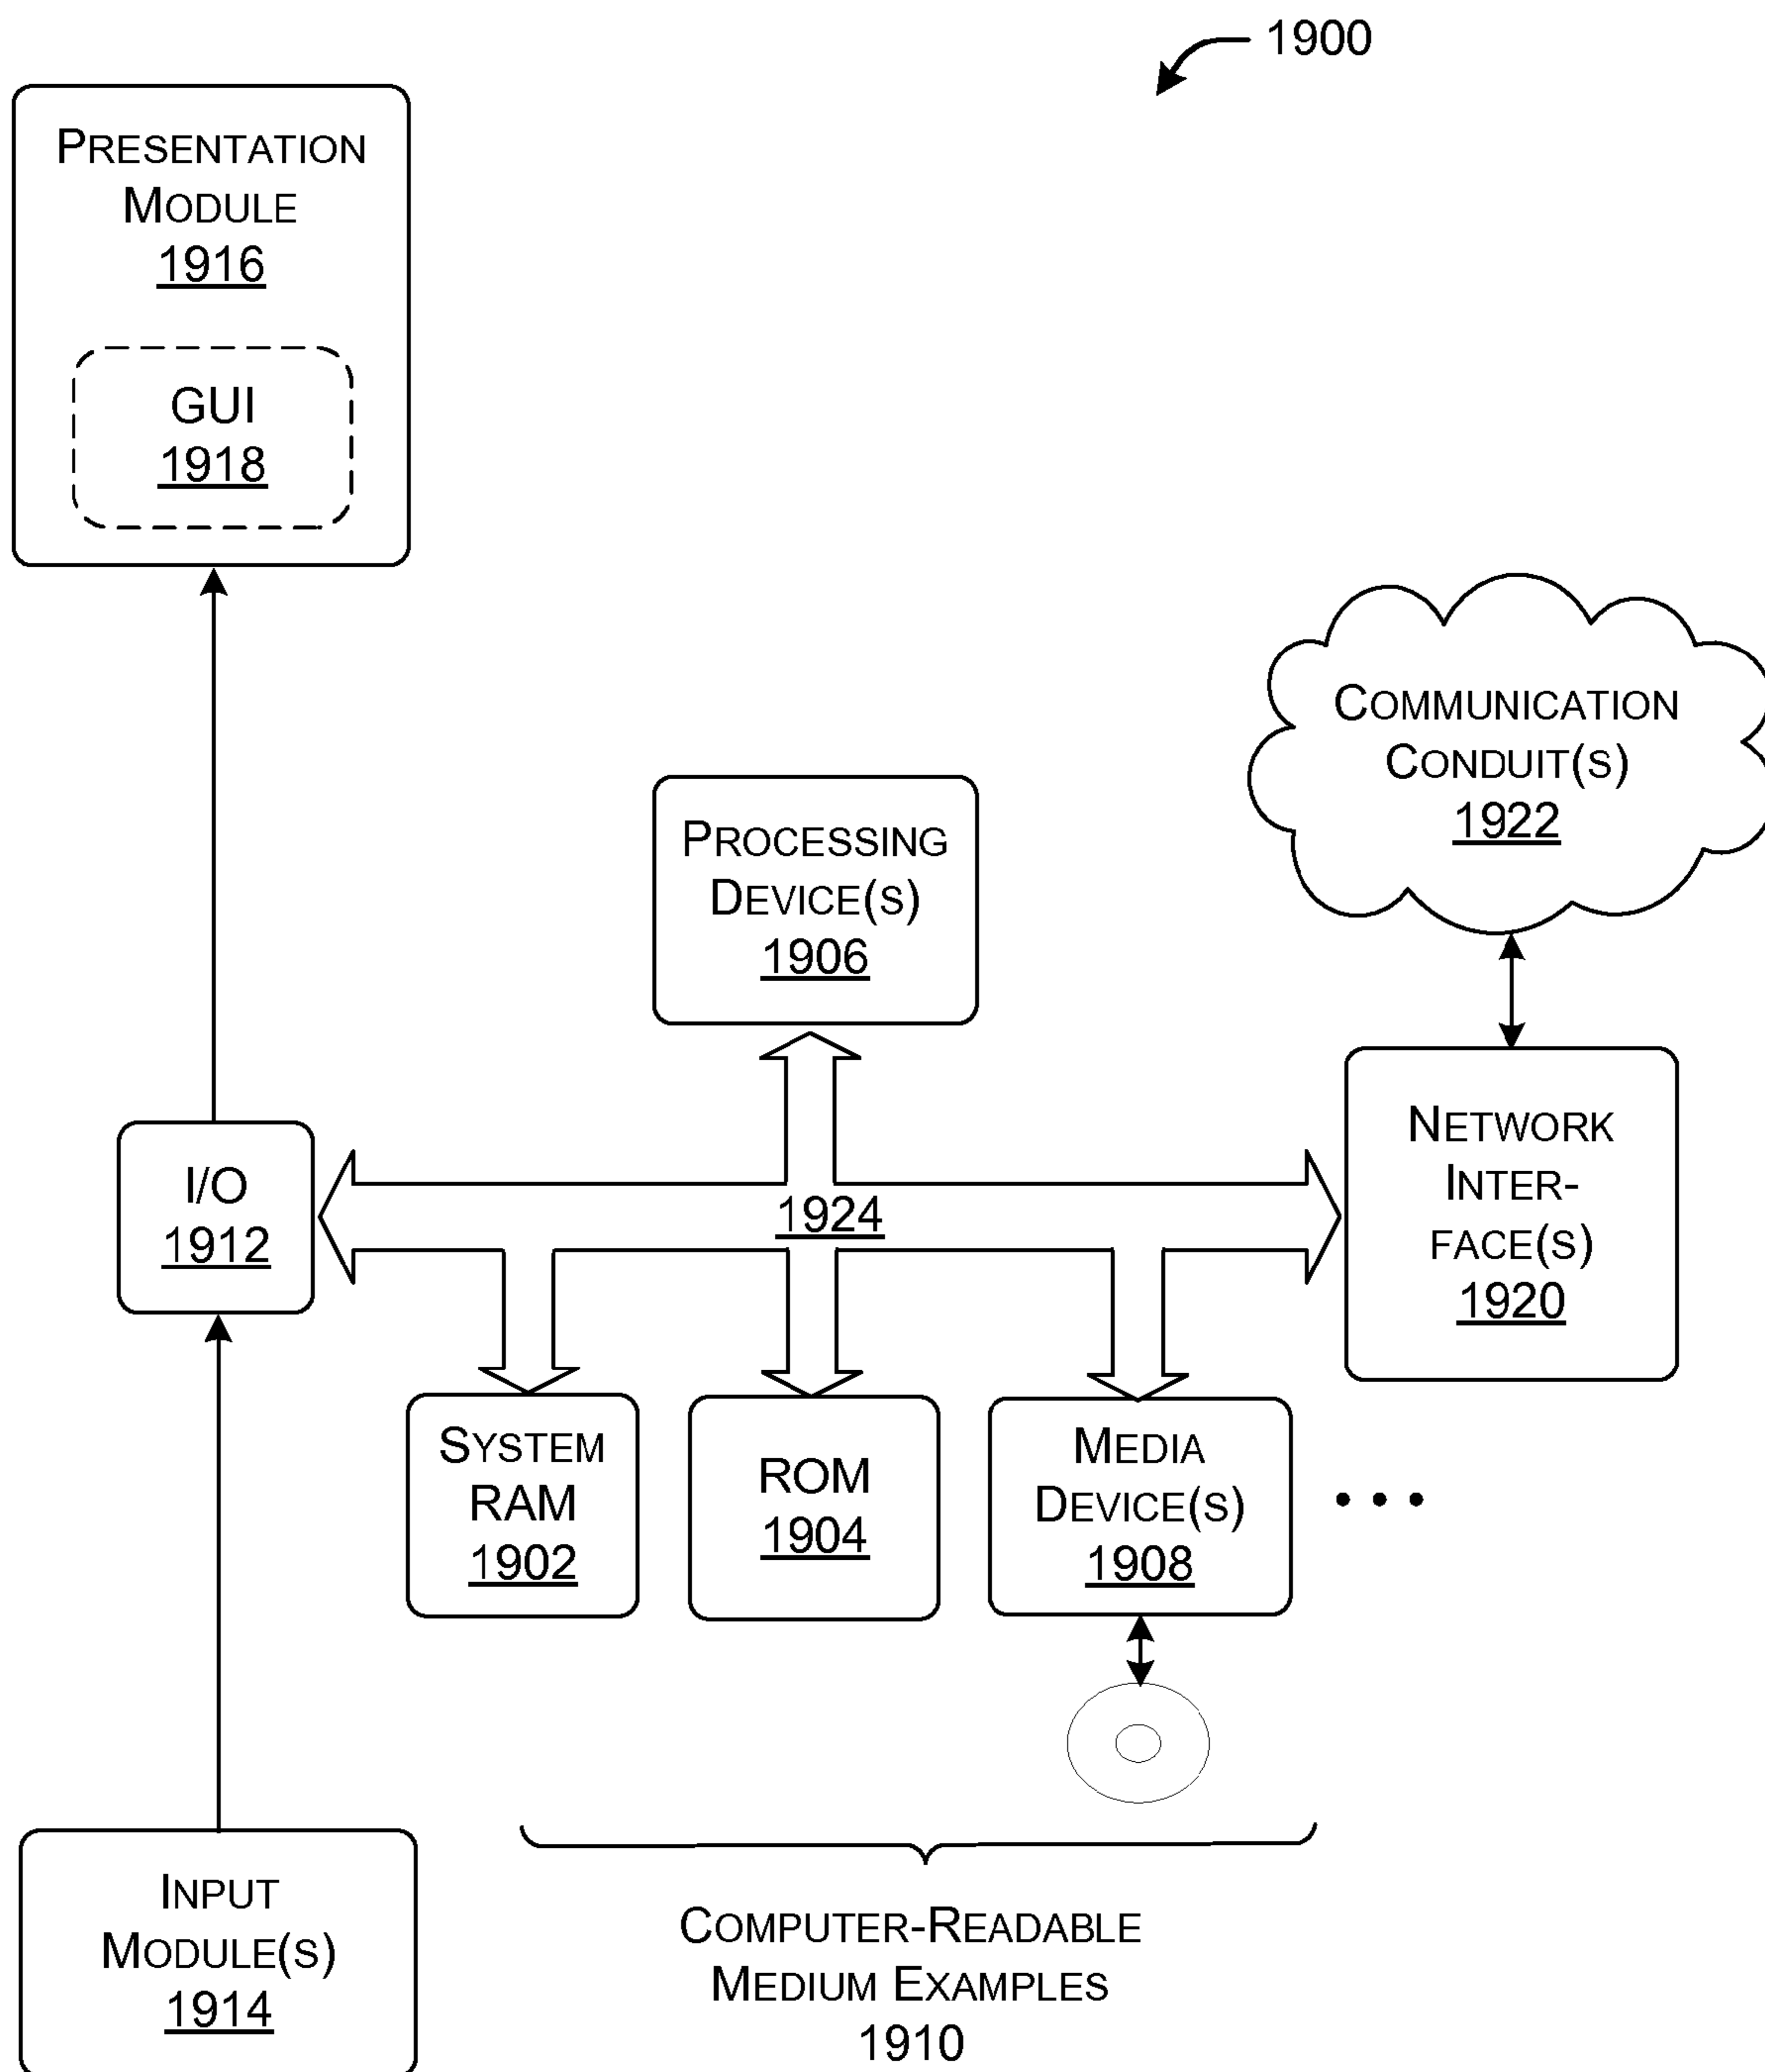 1900
PRESENTATION
MODULE
1916
GUI
1918
COMMUNICATION
CONDUIT(S)
1922
PROCESSING
DEVICE(S)
1906
NETWORK
INTER-
FACE(S)
1920
I/O
1912
1924
SYSTEM
RAM
1902
ROM
1904
MEDIA
DEVICE(S)
1908
• • •
INPUT
MODULE(S)
1914
COMPUTER-READABLE
MEDIUM EXAMPLES
1910